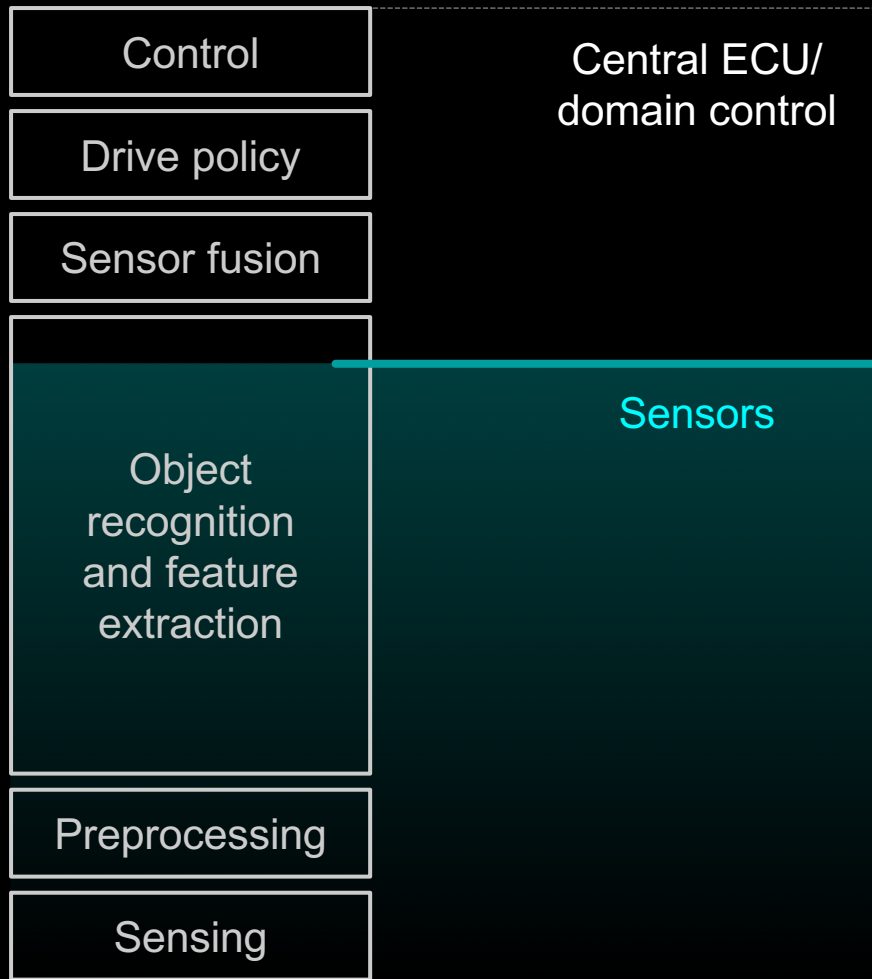 Control
Central ECU/
domain control
Drive policy
Sensor fusion
Sensors
Object
recognition
and feature
extraction
Preprocessing
Sensing